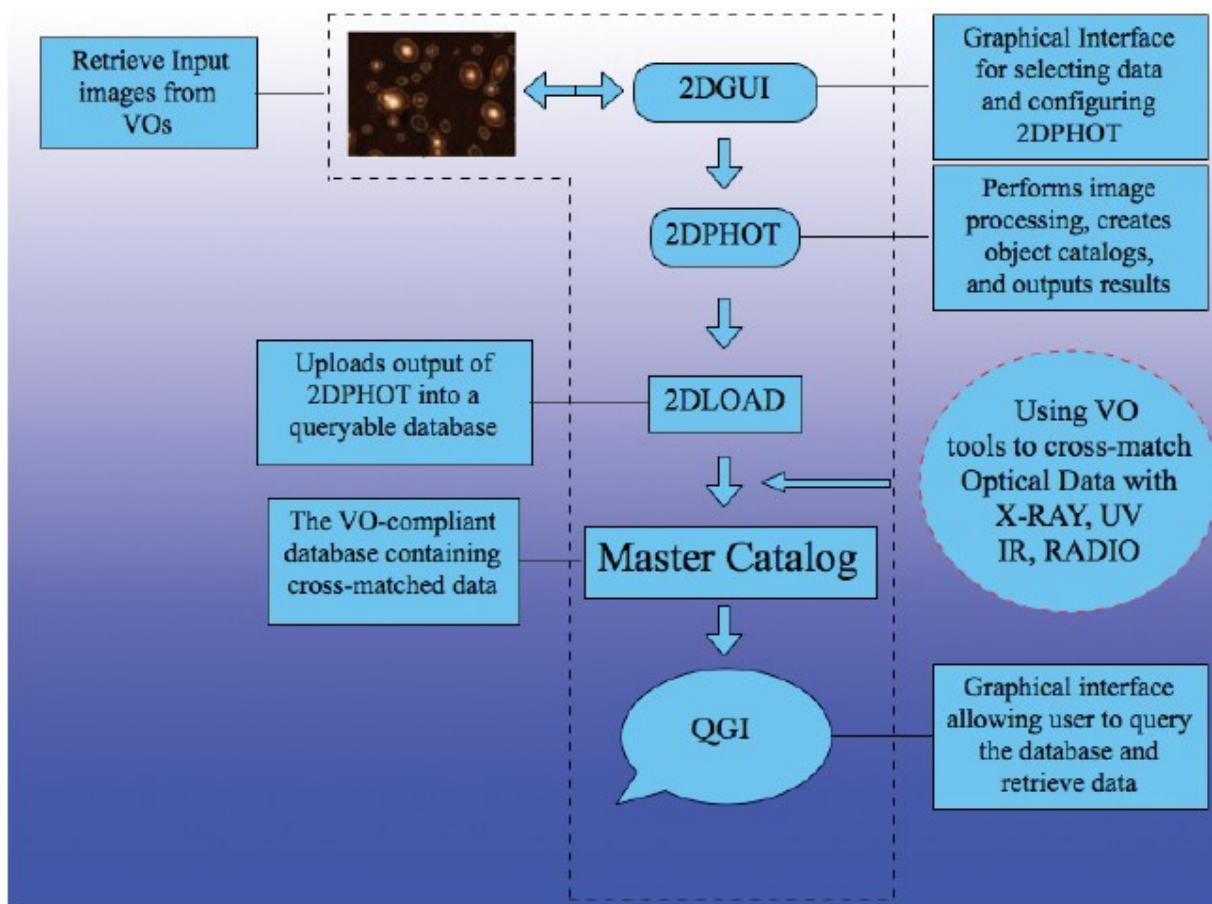 Retrieve Input
images from
VOs
2DGUI
Graphical Interface
for selecting data
and configuring
2DPHOT
2DPHOT
Performs image
processing, creates
object catalogs,
and outputs results
Uploads output of
2DPHOT into a
queryable database
2DLOAD
Using VO
tools to cross-match
Optical Data with
X-RAY, UV
IR, RADIO
The VO-compliant
database containing
cross-matched data
Master Catalog
QGI
Graphical interface
allowing user to query
the database and
retrieve data